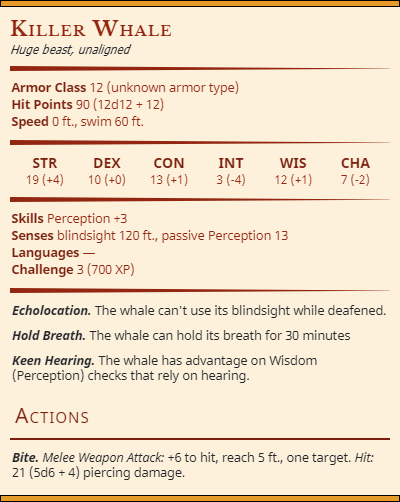 Killer Whale
Huge beast, unaligned
Armor Class 12 (unknown armor type)
Hit Points 90 (12d12 + 12)
Speed 0 ft., swim 60 ft.
STR DEX CON INT WIS CHA
19 (+4) 10 (+0) 13 (+1) 3 (-4) 12 (+1) 7 (-2)
Skills Perception +3
Senses blindsight 120 ft., passive Perception 13
Languages —
Challenge 3 (700 XP)
Echolocation. The whale can't use its blindsight while deafened.
Hold Breath. The whale can hold its breath for 30 minutes
Keen Hearing. The whale has advantage on Wisdom
(Perception) checks that rely on hearing.
Actions
Bite. Melee Weapon Attack: +6 to hit, reach 5 ft., one target. Hit:
21 (5d6 + 4) piercing damage.